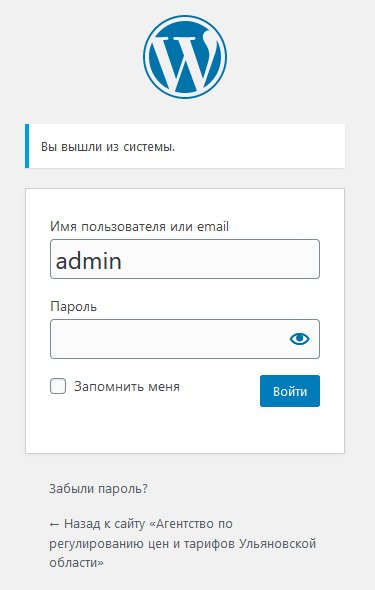 Вы вышли из системы.
Имя пользователя или email
admin
Пароль
Запомнить меня
Войти
Забыли пароль?
← Назад к сайту «Агентство по
регулированию цен и тарифов Ульяновской
области»